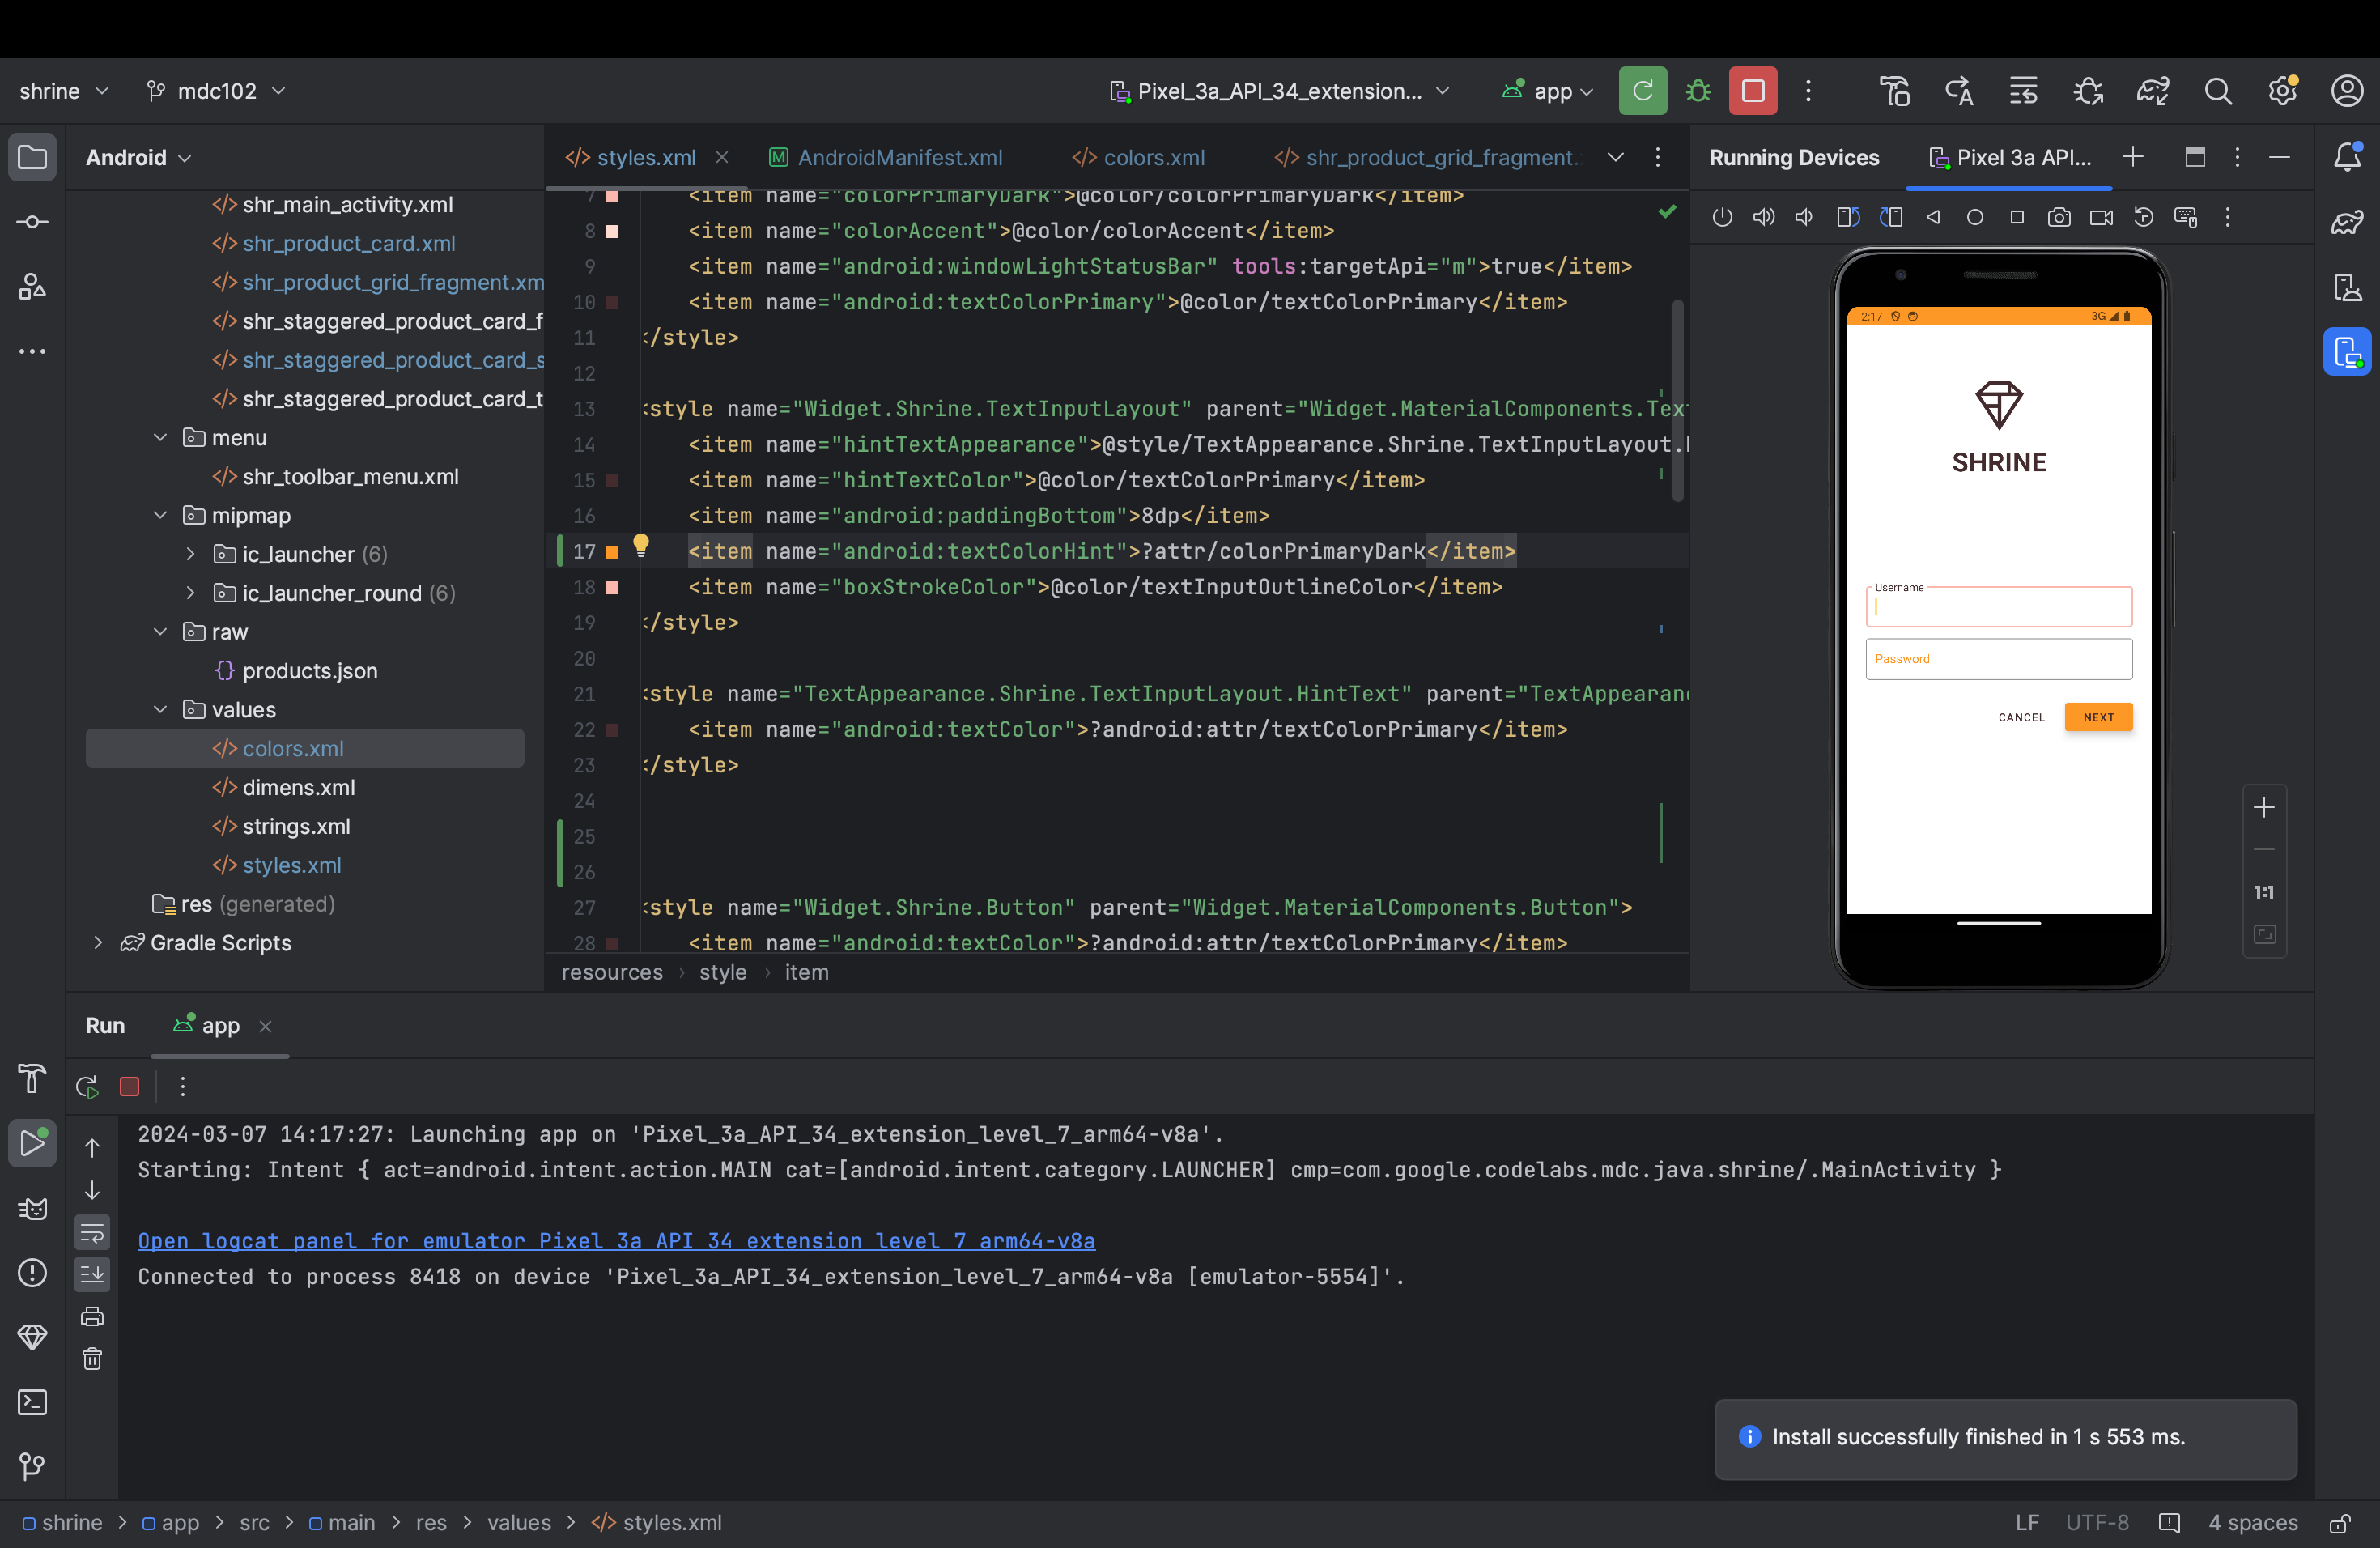 shrine
mdc102
Pixel_3a_API_34_extension...
app
Android
shr_main_activity.xml
shr_product_card.xml
shr_product_grid_fragment.xm
shr_staggered_product_card_f
shr_staggered_product_card_s
shr_staggered_product_card_t
menu
shr_toolbar_menu.xml
mipmap
ic_launcher (6)
ic_launcher_round (6)
raw
products.json
values
colors.xml
dimens.xml
strings.xml
styles.xml
res (generated)
Gradle Scripts
styles.xml
AndroidManifest.xml
colors.xml
shr_product_grid_fragment.
7 <item name="colorPrimaryDark">@color/colorPrimaryDark</item>
8 <item name="colorAccent">@color/colorAccent</item>
9 <item name="android:windowLightStatusBar" tools:targetApi="m">true</item>
10 <item name="android:textColorPrimary">@color/textColorPrimary</item>
11 </style>
12
13 <style name="Widget.Shrine.TextInputLayout" parent="Widget.MaterialComponents.Tex
14 <item name="hintTextAppearance">@style/TextAppearance.Shrine.TextInputLayout.
15 <item name="hintTextColor">@color/textColorPrimary</item>
16 <item name="android:paddingBottom">8dp</item>
17 <item name="android:textColorHint">?attr/colorPrimaryDark</item>
18 <item name="boxStrokeColor">@color/textInputOutlineColor</item>
19 </style>
20
21 <style name="TextAppearance.Shrine.TextInputLayout.HintText" parent="TextAppearan
22 <item name="android:textColor">?android:attr/textColorPrimary</item>
23 </style>
24
25
26
27 <style name="Widget.Shrine.Button" parent="Widget.MaterialComponents.Button">
28 <item name="android:textColor">?android:attr/textColorPrimary</item>
resources › style › item
Running Devices
Pixel 3a API...
2:17
3G
SHRINE
Username
Password
CANCEL
NEXT
1:1
Run
app
2024-03-07 14:17:27: Launching app on 'Pixel_3a_API_34_extension_level_7_arm64-v8a'.
Starting: Intent { act=android.intent.action.MAIN cat=[android.intent.category.LAUNCHER] cmp=com.google.codelabs.mdc.java.shrine/.MainActivity }
Open logcat panel for emulator Pixel 3a API 34 extension level 7 arm64-v8a
Connected to process 8418 on device 'Pixel_3a_API_34_extension_level_7_arm64-v8a [emulator-5554]'.
Install successfully finished in 1 s 553 ms.
shrine > app > src > main > res > values > styles.xml
LF
UTF-8
4 spaces